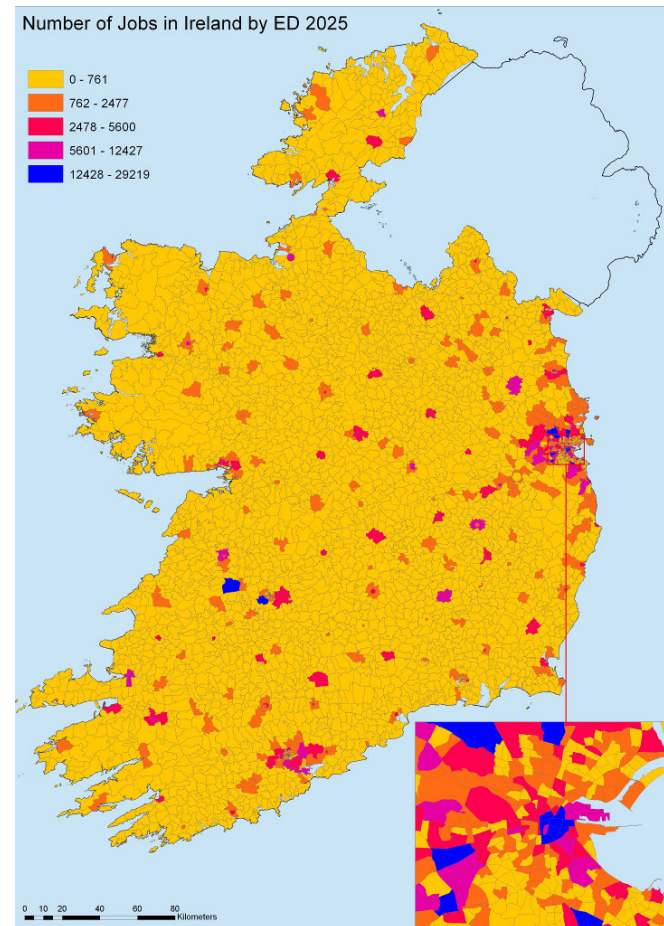 Number of Jobs in Ireland by ED 2025
0 - 761
762 - 2477
2478 - 5600
5601 - 12427
12428 - 29219
0 10 20 40 60 80
Kilometers